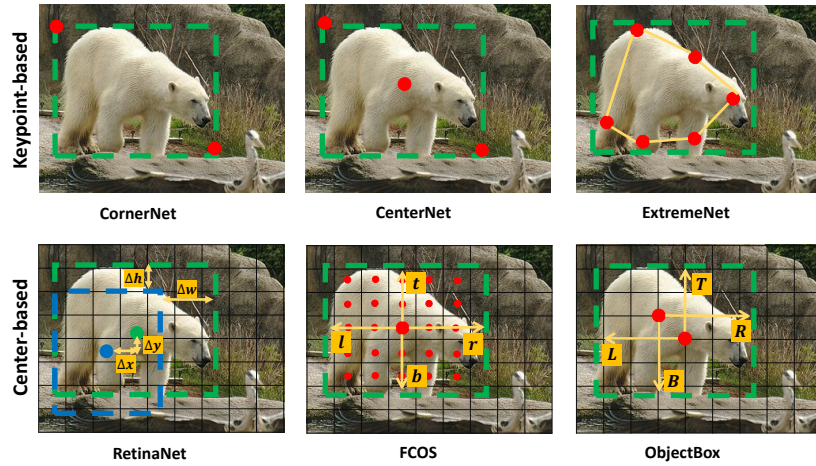 Keypoint-based
CornerNet
CenterNet
ExtremeNet
Center-based
Δh
Δw
Δy
Δx
t
l
r
b
T
R
L
B
RetinaNet
FCOS
ObjectBox